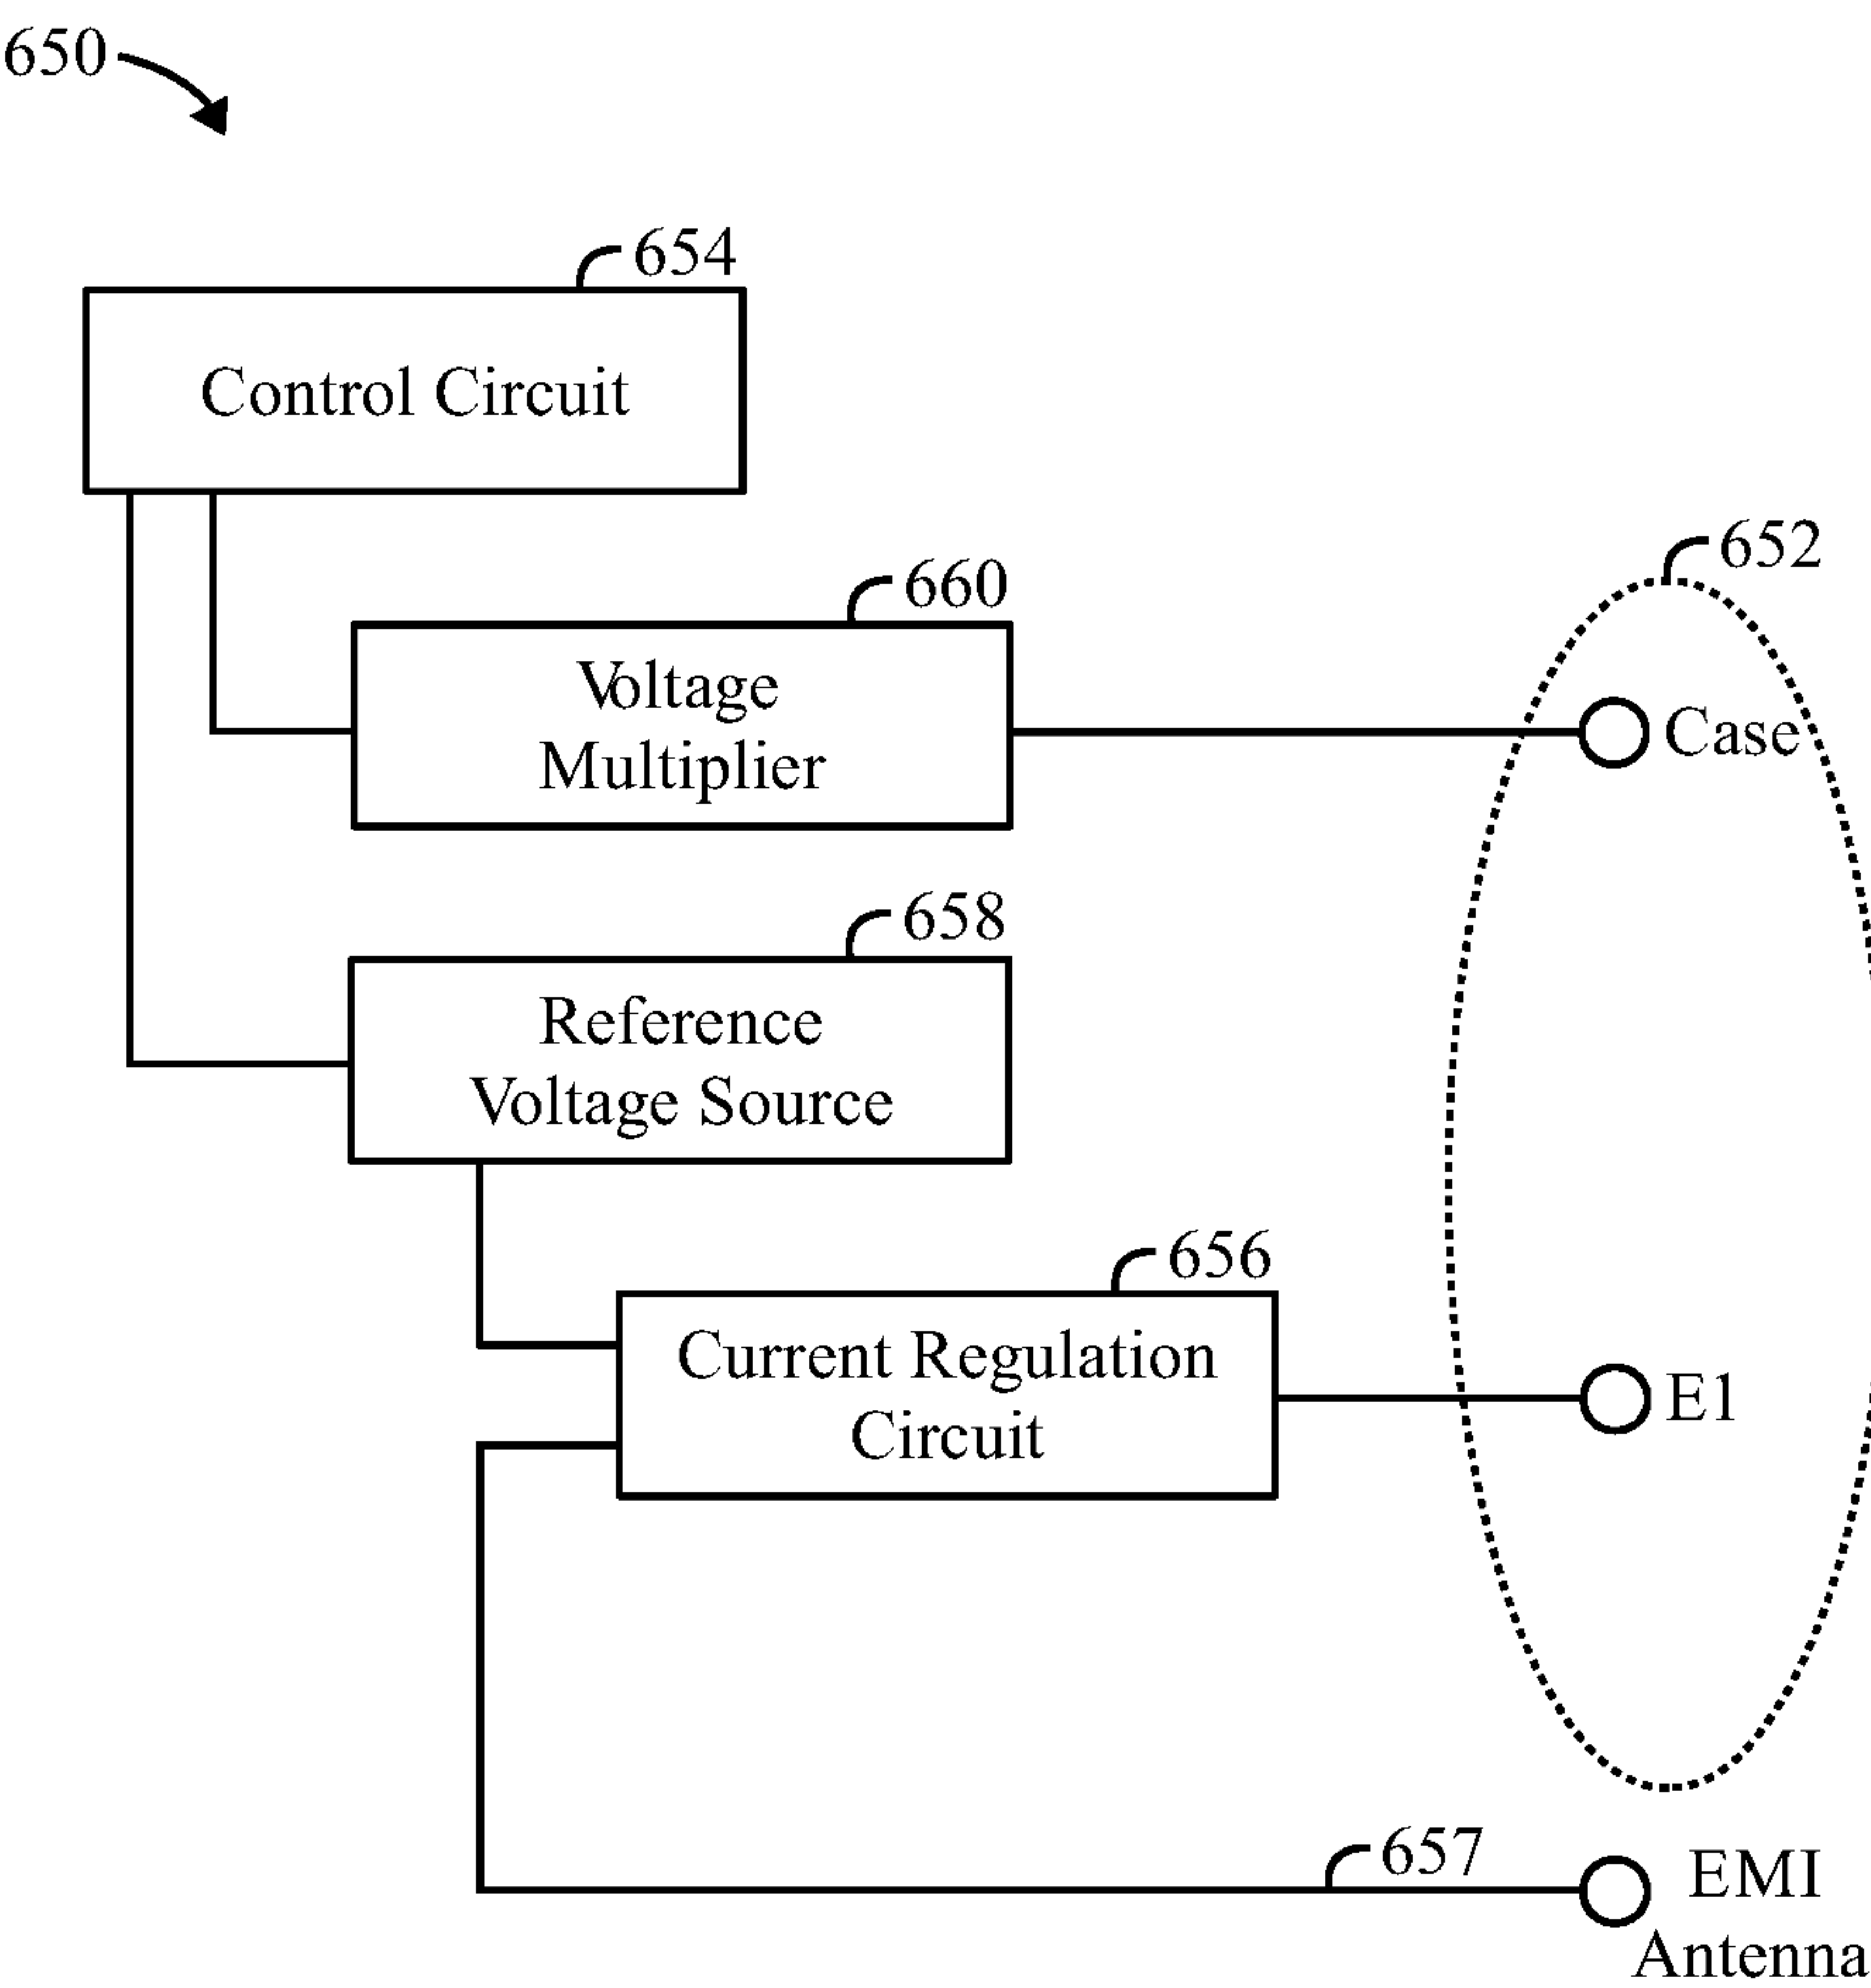 650
654
Control Circuit
652
660
Voltage
Multiplier
Case
658
Reference
Voltage Source
656
Current Regulation
Circuit
E1
657
EMI
Antenna